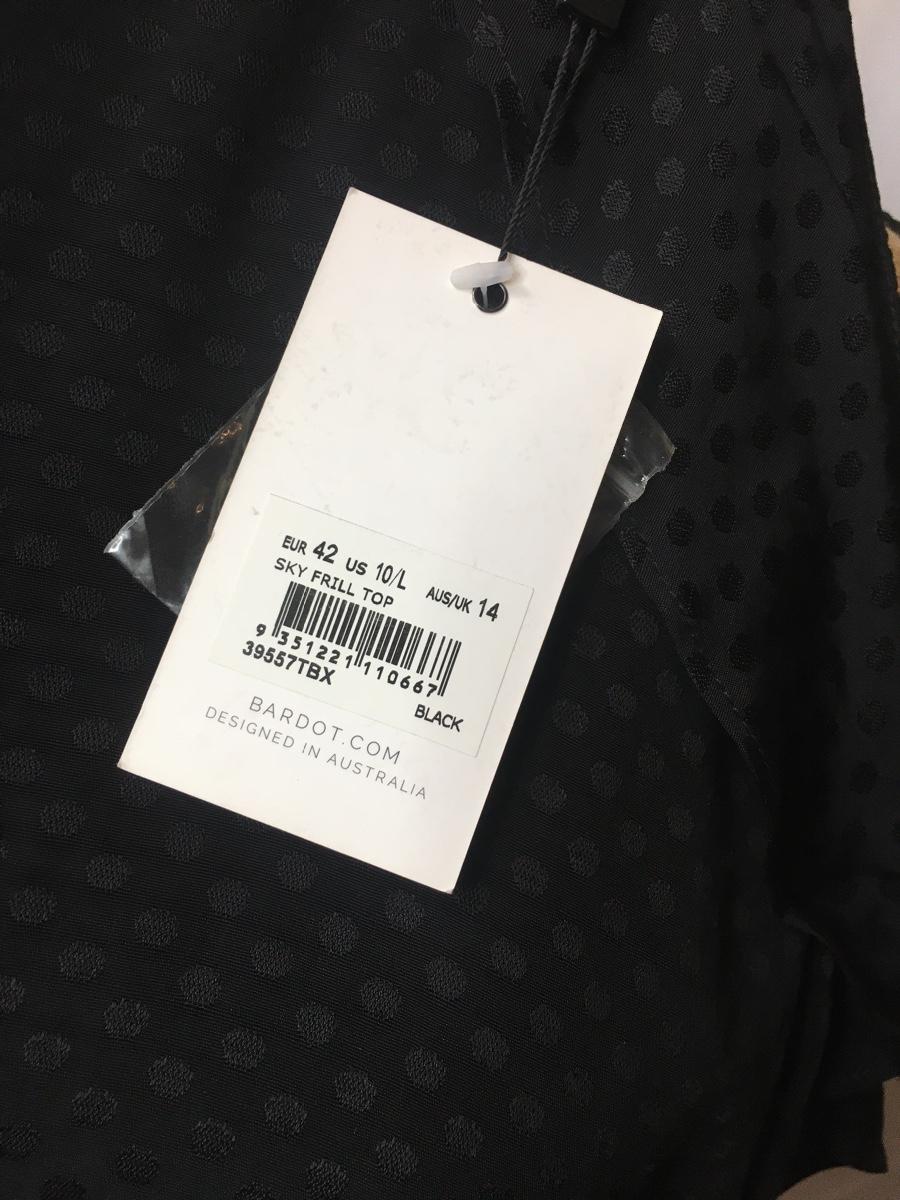 EUR 42 US 10/L AUS/UK 14
SKY FRILL TOP
9 351221 110667
39557TBX
BLACK
BARDOT.COM
DESIGNED IN AUSTRALIA